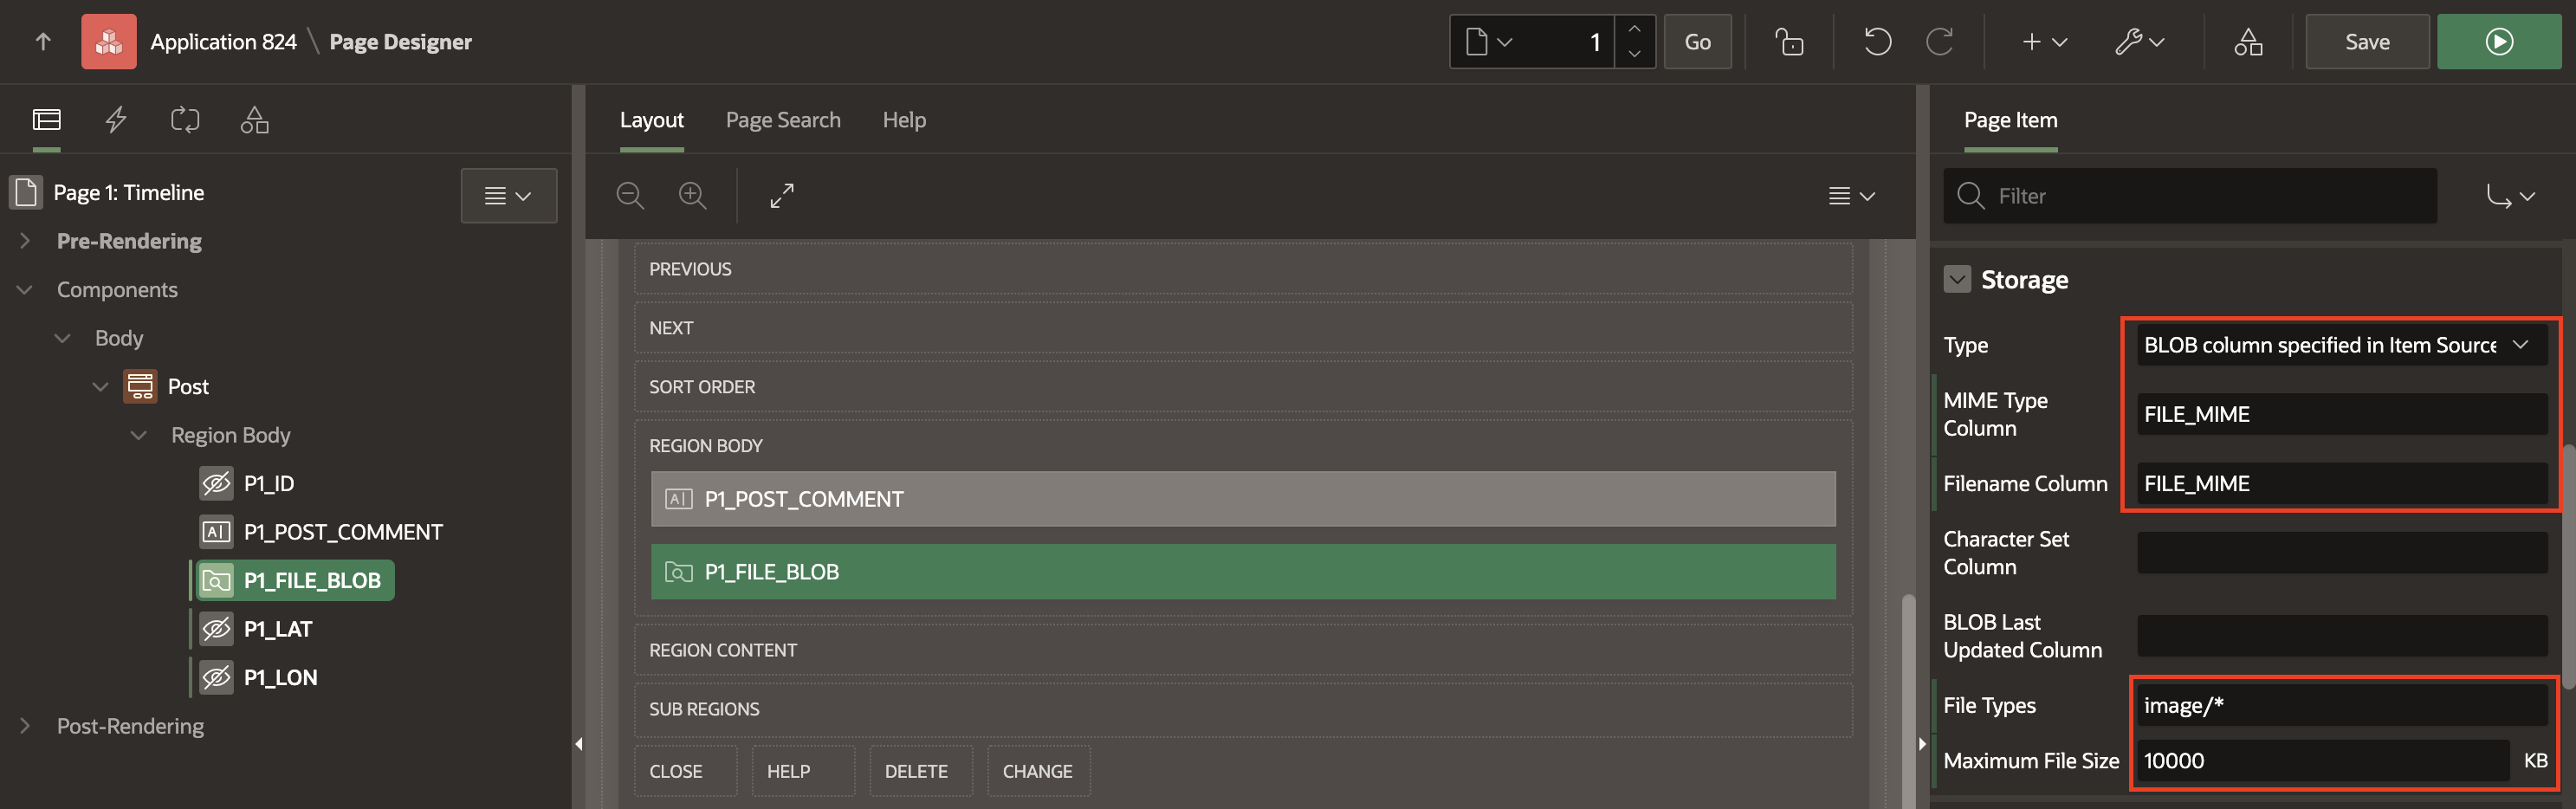 Application 824 \ Page Designer
1
Go
Save
Layout
Page Search
Help
Page Item
Page 1: Timeline
Pre-Rendering
Components
Body
Post
Region Body
P1_ID
P1_POST_COMMENT
P1_FILE_BLOB
P1_LAT
P1_LON
Post-Rendering
PREVIOUS
NEXT
SORT ORDER
REGION BODY
P1_POST_COMMENT
P1_FILE_BLOB
REGION CONTENT
SUB REGIONS
CLOSE
HELP
DELETE
CHANGE
Filter
Storage
Type
BLOB column specified in Item Source
MIME Type
Column
FILE_MIME
Filename Column
FILE_MIME
Character Set
Column
BLOB Last
Updated Column
File Types
image/*
Maximum File Size
10000
KB